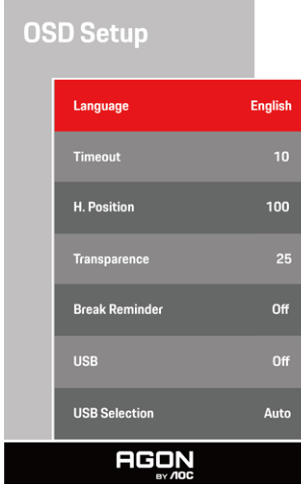 OSD Setup
Language English
Timeout 10
H. Position 100
Transparence 25
Break Reminder Off
USB Off
USB Selection Auto
AGON
BY AOC